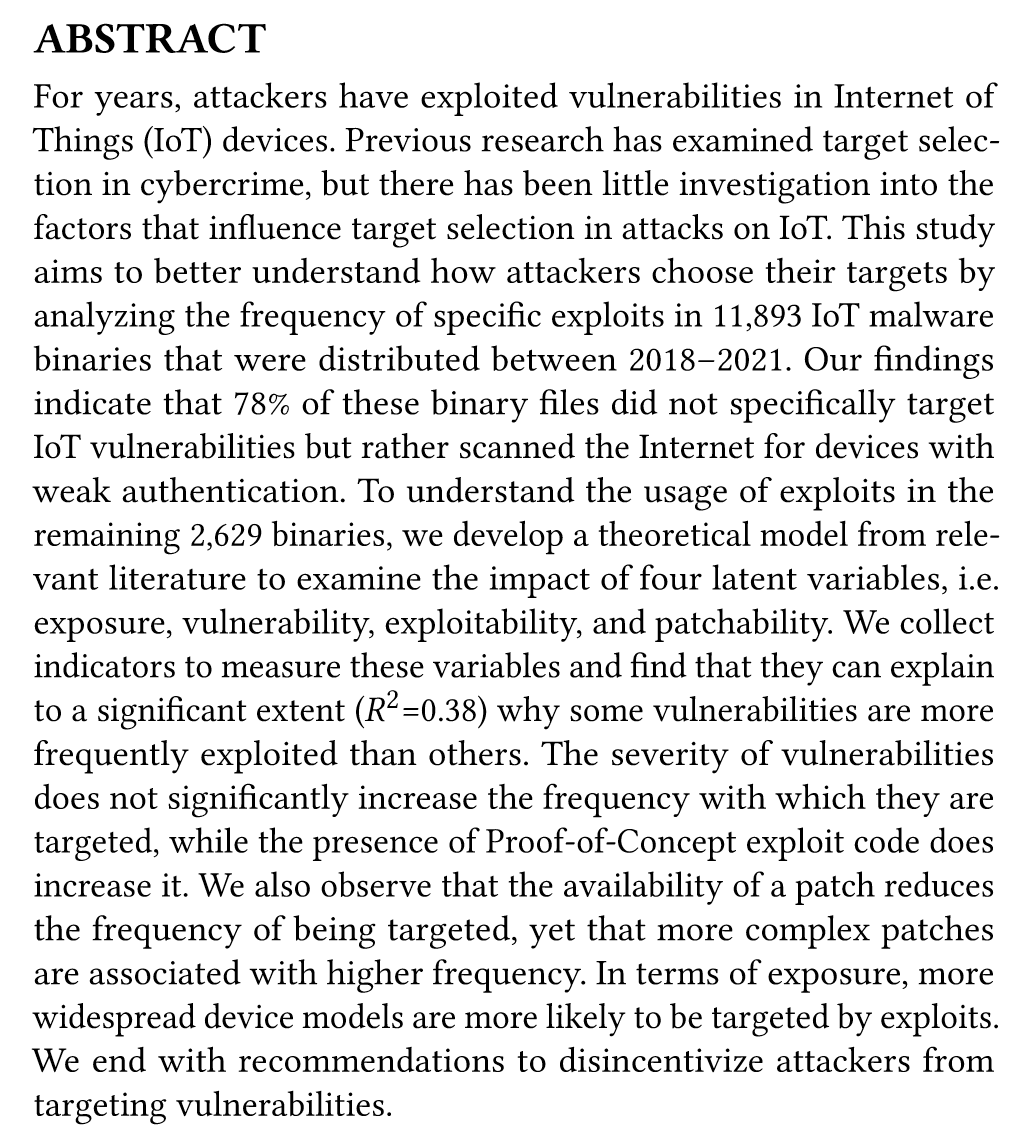 ABSTRACT
For years, attackers have exploited vulnerabilities in Internet of
Things (IoT) devices. Previous research has examined target selec-
tion in cybercrime, but there has been little investigation into the
factors that influence target selection in attacks on IoT. This study
aims to better understand how attackers choose their targets by
analyzing the frequency of specific exploits in 11,893 IoT malware
binaries that were distributed between 2018–2021. Our findings
indicate that 78% of these binary files did not specifically target
IoT vulnerabilities but rather scanned the Internet for devices with
weak authentication. To understand the usage of exploits in the
remaining 2,629 binaries, we develop a theoretical model from rele-
vant literature to examine the impact of four latent variables, i.e.
exposure, vulnerability, exploitability, and patchability. We collect
indicators to measure these variables and find that they can explain
to a significant extent (R²=0.38) why some vulnerabilities are more
frequently exploited than others. The severity of vulnerabilities
does not significantly increase the frequency with which they are
targeted, while the presence of Proof-of-Concept exploit code does
increase it. We also observe that the availability of a patch reduces
the frequency of being targeted, yet that more complex patches
are associated with higher frequency. In terms of exposure, more
widespread device models are more likely to be targeted by exploits.
We end with recommendations to disincentivize attackers from
targeting vulnerabilities.